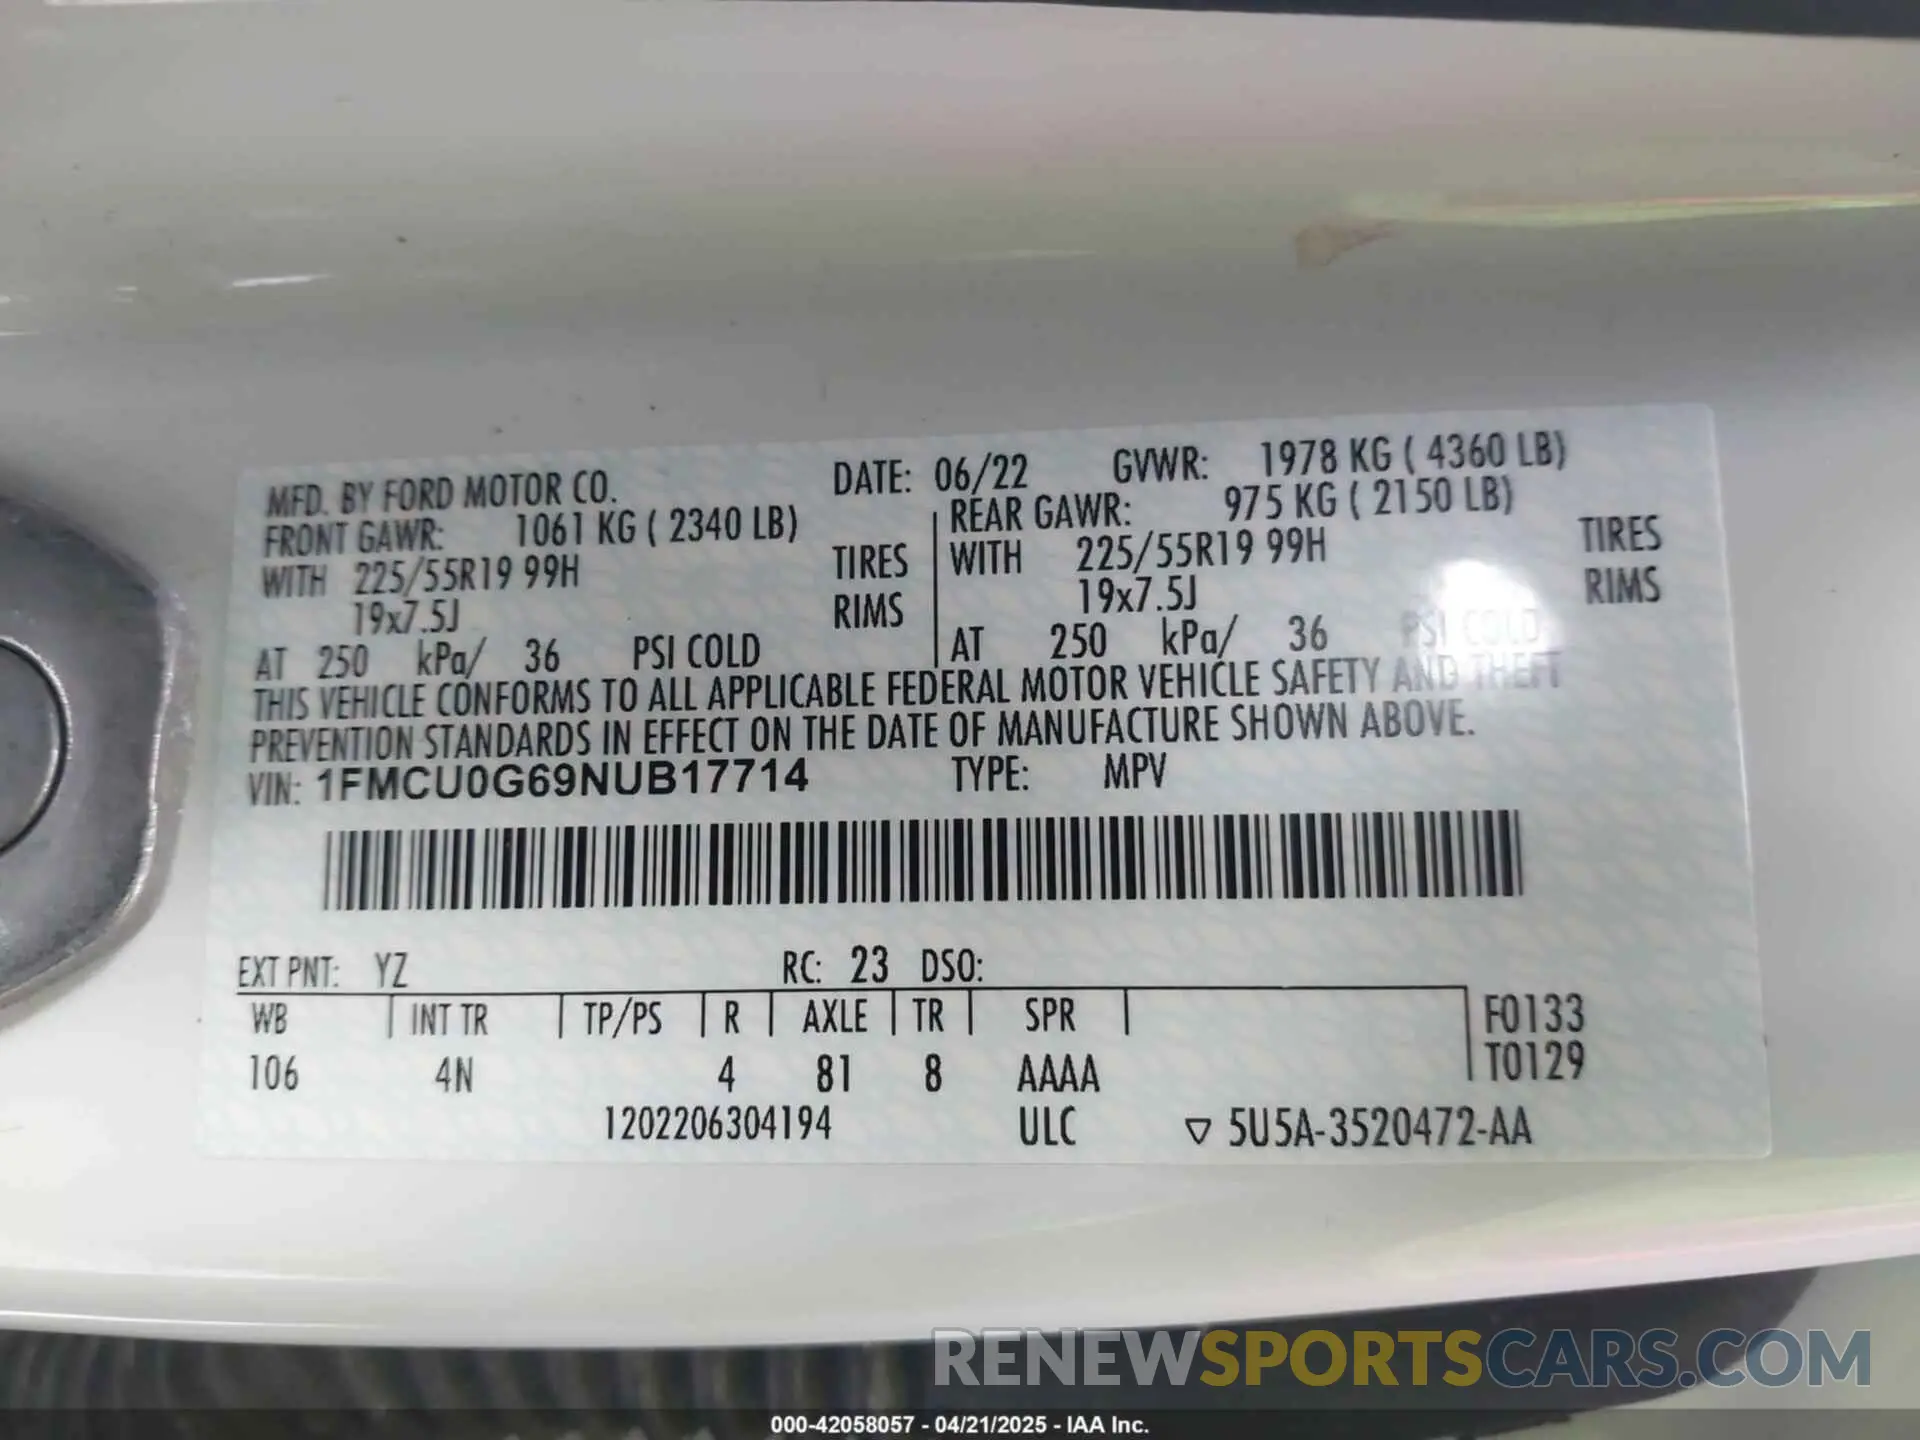 MFD. BY FORD MOTOR CO. DATE: 06/22 GVWR: 1978 KG ( 4360 LB)
FRONT GAWR: 1061 KG ( 2340 LB) REAR GAWR: 975 KG ( 2150 LB)
WITH 225/55R19 99H TIRES WITH 225/55R19 99H TIRES
19x7.5J RIMS 19x7.5J RIMS
AT 250 kPa/ 36 PSI COLD AT 250 kPa/ 36 PSI COLD
THIS VEHICLE CONFORMS TO ALL APPLICABLE FEDERAL MOTOR VEHICLE SAFETY AND THEFT
PREVENTION STANDARDS IN EFFECT ON THE DATE OF MANUFACTURE SHOWN ABOVE.
VIN: 1FMCU0G69NUB17714 TYPE: MPV
EXT PNT: YZ RC: 23 DSO:
WB INT TR TP/PS R AXLE TR SPR F0133
106 4N 4 81 8 AAAA T0129
1202206304194 ULC ▽ 5U5A-3520472-AA
RENEWSPORTSCARS.COM
000-42058057 - 04/21/2025 - IAA Inc.